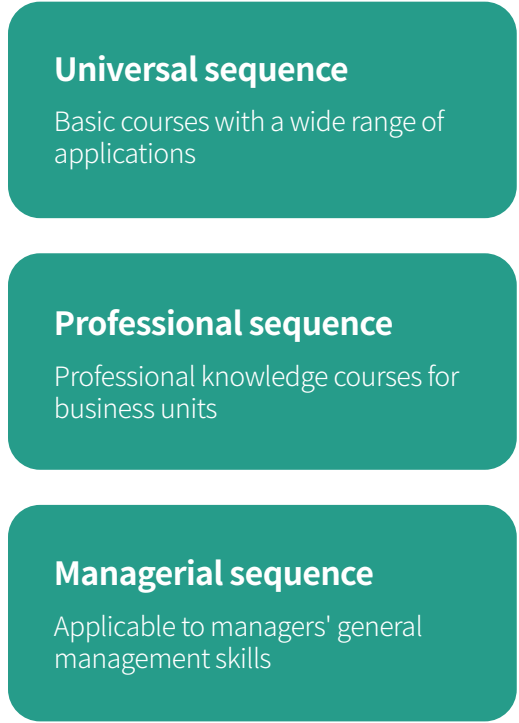 Universal sequence
Basic courses with a wide range of
applications
Professional sequence
Professional knowledge courses for
business units
Managerial sequence
Applicable to managers' general
management skills